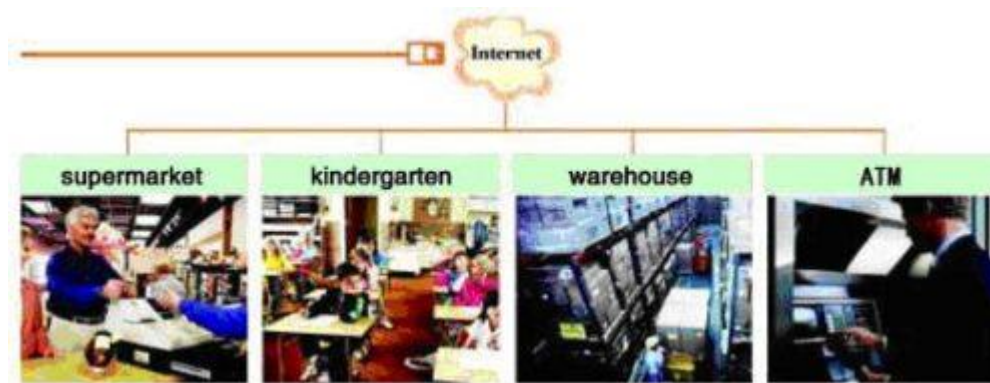 Internet
supermarket
kindergarten
warehouse
ATM